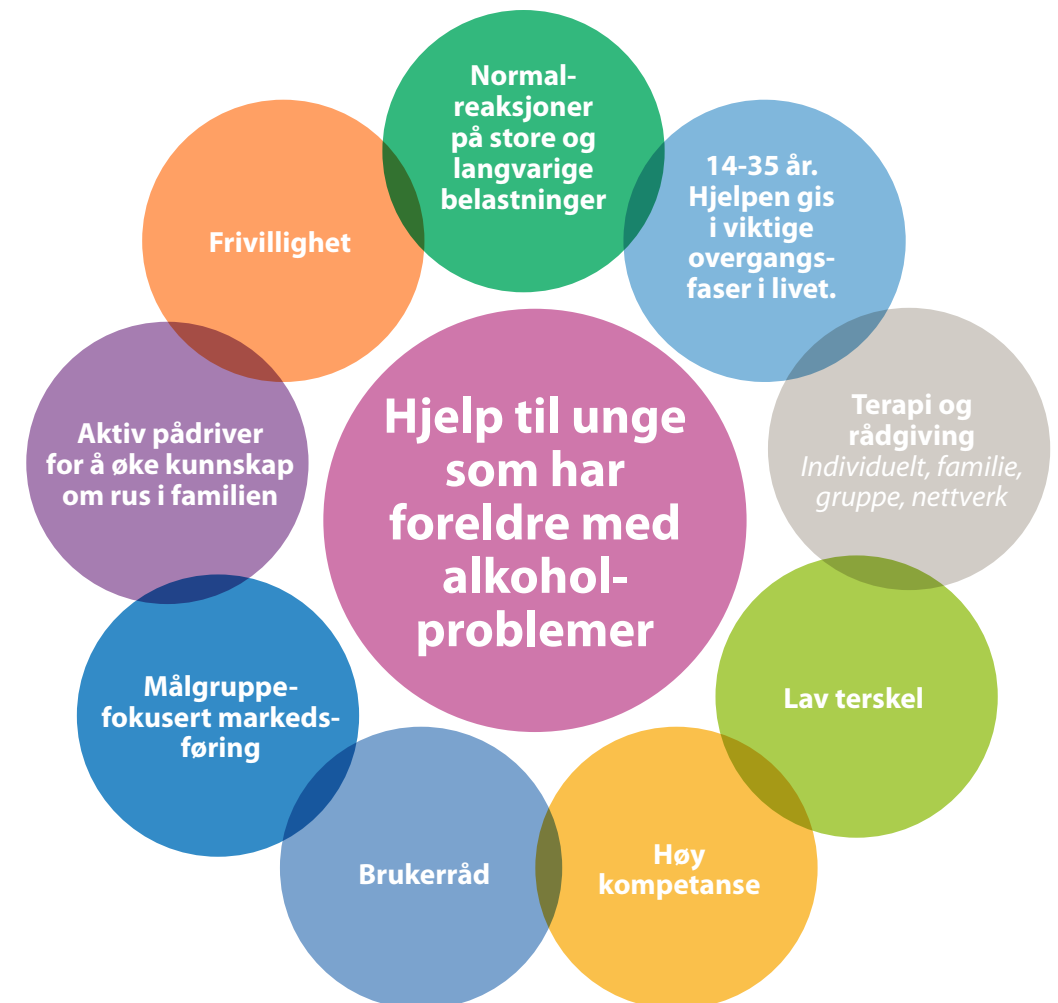 Normal-
reaksjoner
på store og
langvarige
belastninger
14-35 år.
Hjelpen gis
i viktige
overgangs-
faser i livet.
Terapi og
rådgiving
Individuelt, familie,
gruppe, nettverk
Lav terskel
Høy
kompetanse
Brukerråd
Målgruppe-
fokusert markeds-
føring
Aktiv pådriver
for å øke kunnskap
om rus i familien
Frivillighet
Hjelp til unge
som har
foreldre med
alkohol-
problemer